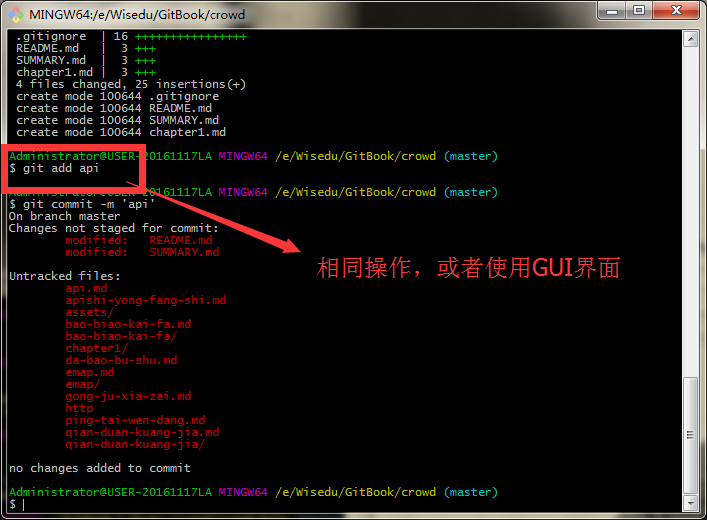 MINGW64:/e/Wisedu/GitBook/crowd
.gitignore | 16 ++++++++++++++++
README.md | 3 +++
SUMMARY.md | 3 +++
chapter1.md | 3 +++
4 files changed, 25 insertions(+)
create mode 100644 .gitignore
create mode 100644 README.md
create mode 100644 SUMMARY.md
create mode 100644 chapter1.md
Administrator@USER-20161117LA MINGW64 /e/Wisedu/GitBook/crowd (master)
$ git add api
Administrator@USER-20161117LA MINGW64 /e/Wisedu/GitBook/crowd (master)
$ git commit -m 'api'
On branch master
Changes not staged for commit:
modified: README.md
modified: SUMMARY.md
相同操作，或者使用GUI界面
Untracked files:
api.md
apishi-yong-fang-shi.md
assets/
bao-biao-kai-fa.md
bao-biao-kai-fa/
chapter1/
da-bao-bu-shu.md
emap.md
emap/
gong-ju-xia-zai.md
http
ping-tai-wen-dang.md
qian-duan-kuang-jia.md
qian-duan-kuang-jia/
no changes added to commit
Administrator@USER-20161117LA MINGW64 /e/Wisedu/GitBook/crowd (master)
$